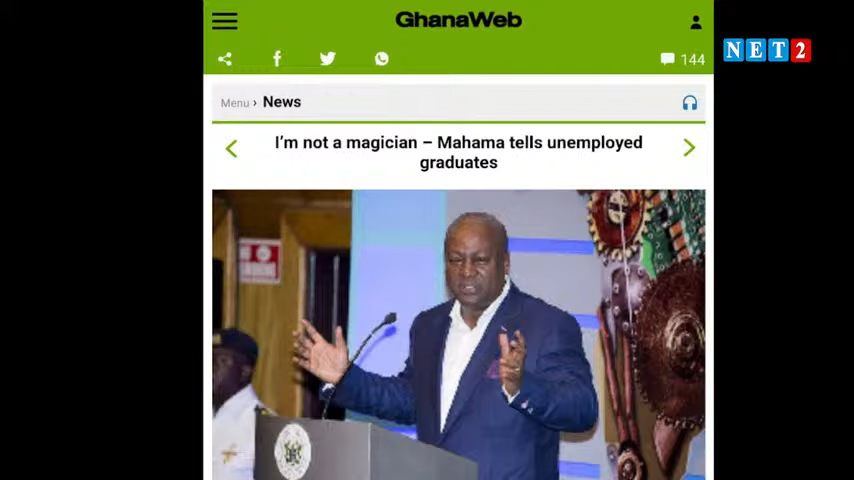 GhanaWeb
144
NET2
Menu › News
I'm not a magician – Mahama tells unemployed
graduates